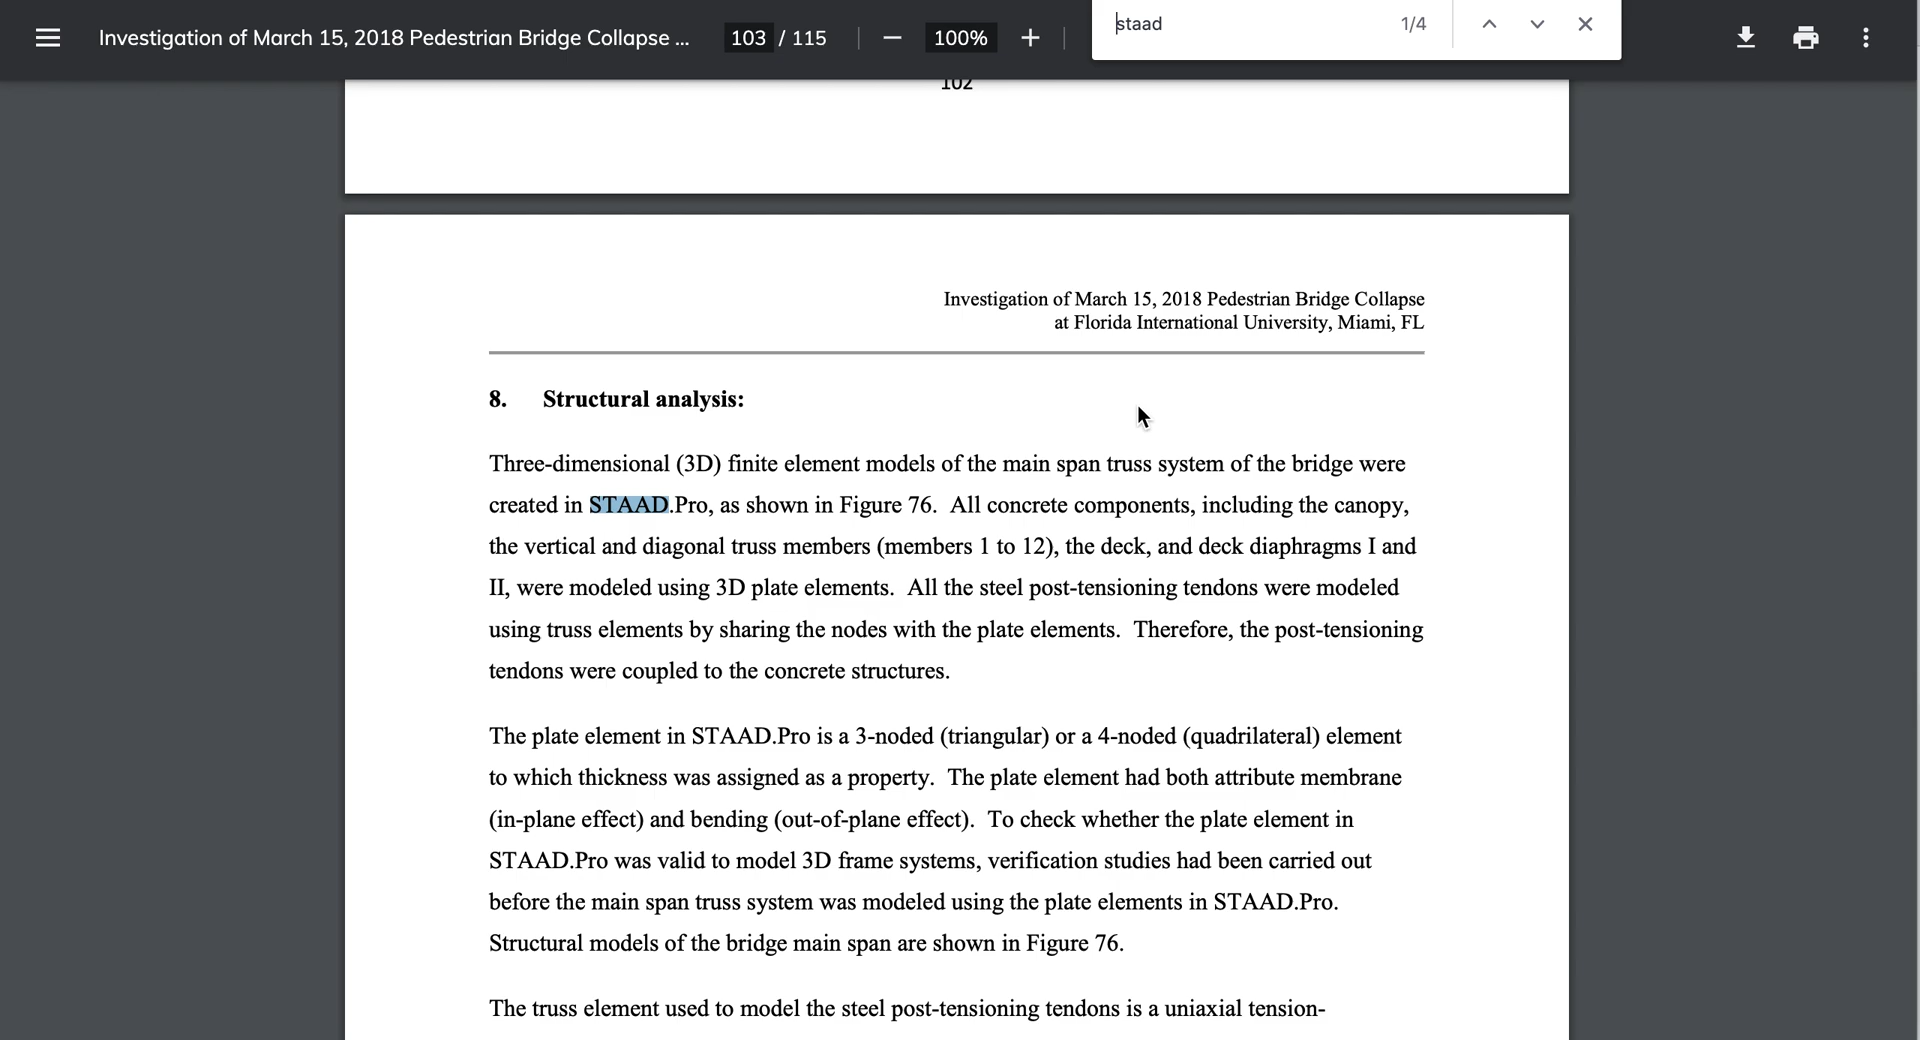 Investigation of March 15, 2018 Pedestrian Bridge Collapse ...
103 / 115
100%
staad
1/4
102
Investigation of March 15, 2018 Pedestrian Bridge Collapse
at Florida International University, Miami, FL
8. Structural analysis:
Three-dimensional (3D) finite element models of the main span truss system of the bridge were
created in STAAD.Pro, as shown in Figure 76. All concrete components, including the canopy,
the vertical and diagonal truss members (members 1 to 12), the deck, and deck diaphragms I and
II, were modeled using 3D plate elements. All the steel post-tensioning tendons were modeled
using truss elements by sharing the nodes with the plate elements. Therefore, the post-tensioning
tendons were coupled to the concrete structures.
The plate element in STAAD.Pro is a 3-noded (triangular) or a 4-noded (quadrilateral) element
to which thickness was assigned as a property. The plate element had both attribute membrane
(in-plane effect) and bending (out-of-plane effect). To check whether the plate element in
STAAD.Pro was valid to model 3D frame systems, verification studies had been carried out
before the main span truss system was modeled using the plate elements in STAAD.Pro.
Structural models of the bridge main span are shown in Figure 76.
The truss element used to model the steel post-tensioning tendons is a uniaxial tension-